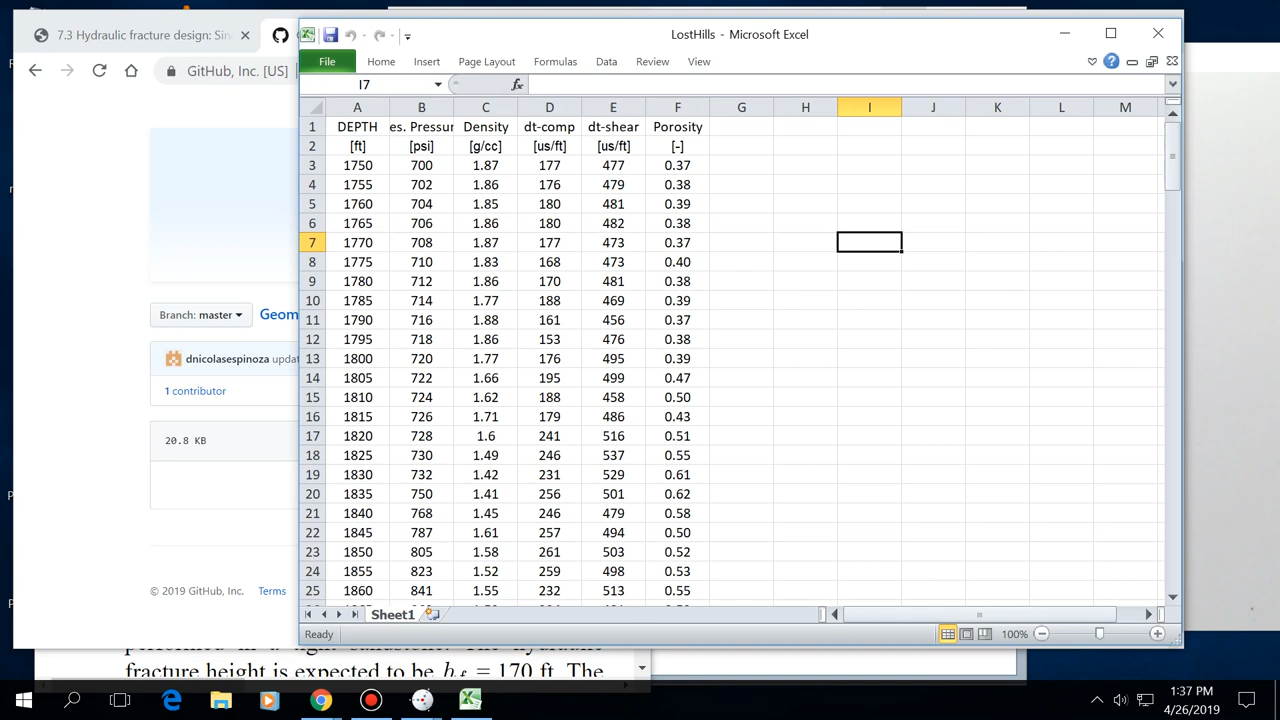 7.3 Hydraulic fracture design: Sin
LostHills - Microsoft Excel
GitHub, Inc. [US]
File Home Insert Page Layout Formulas Data Review View
I7 fx
A B C D E F G H I J K L M
1 DEPTH es. Pressur Density dt-comp dt-shear Porosity
2 [ft] [psi] [g/cc] [us/ft] [us/ft] [-]
3 1750 700 1.87 177 477 0.37
4 1755 702 1.86 176 479 0.38
5 1760 704 1.85 180 481 0.39
6 1765 706 1.86 180 482 0.38
7 1770 708 1.87 177 473 0.37
8 1775 710 1.83 168 473 0.40
9 1780 712 1.86 170 481 0.38
10 1785 714 1.77 188 469 0.39
11 1790 716 1.88 161 456 0.37
12 1795 718 1.86 153 476 0.38
13 1800 720 1.77 176 495 0.39
14 1805 722 1.66 195 499 0.47
15 1810 724 1.62 188 458 0.50
16 1815 726 1.71 179 486 0.43
17 1820 728 1.6 241 516 0.51
18 1825 730 1.49 246 537 0.55
19 1830 732 1.42 231 529 0.61
20 1835 750 1.41 256 501 0.62
21 1840 768 1.45 246 479 0.58
22 1845 787 1.61 257 494 0.50
23 1850 805 1.58 261 503 0.52
24 1855 823 1.52 259 498 0.53
25 1860 841 1.55 232 513 0.55
Branch: master Geom
dnicolasespinoza updat
1 contributor
20.8 KB
© 2019 GitHub, Inc. Terms
Sheet1
Ready 100%
fracture height is expected to be h_f = 170 ft. The
1:37 PM
4/26/2019